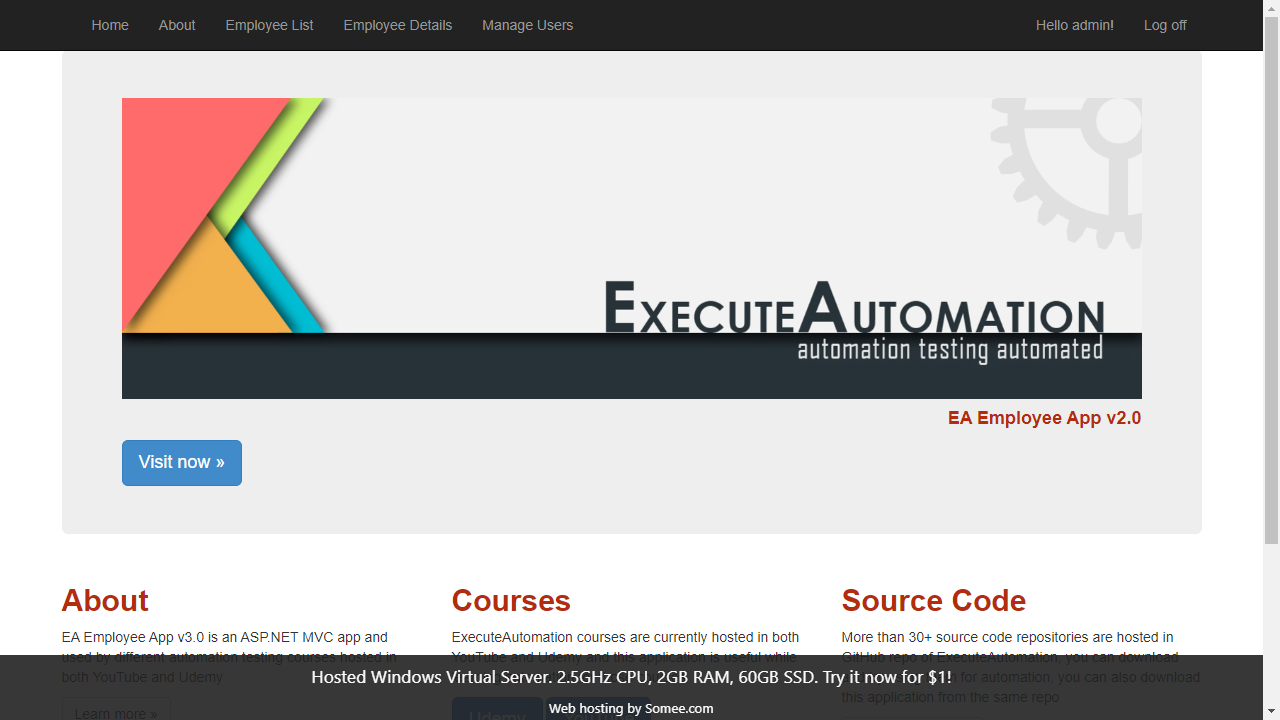 Home About Employee List Employee Details Manage Users Hello admin! Log off
EXECUTEAUTOMATION
automation testing automated
EA Employee App v2.0
Visit now »
About
EA Employee App v3.0 is an ASP.NET MVC app and
used by different automation testing courses hosted in
both YouTube and Udemy
Learn more »
Courses
ExecuteAutomation courses are currently hosted in both
YouTube and Udemy and this application is useful while
Udemy
Source Code
More than 30+ source code repositories are hosted in
GitHub repo of ExecuteAutomation, you can download
for automation, you can also download
this application from the same repo
Hosted Windows Virtual Server. 2.5GHz CPU, 2GB RAM, 60GB SSD. Try it now for $1!
Web hosting by Somee.com